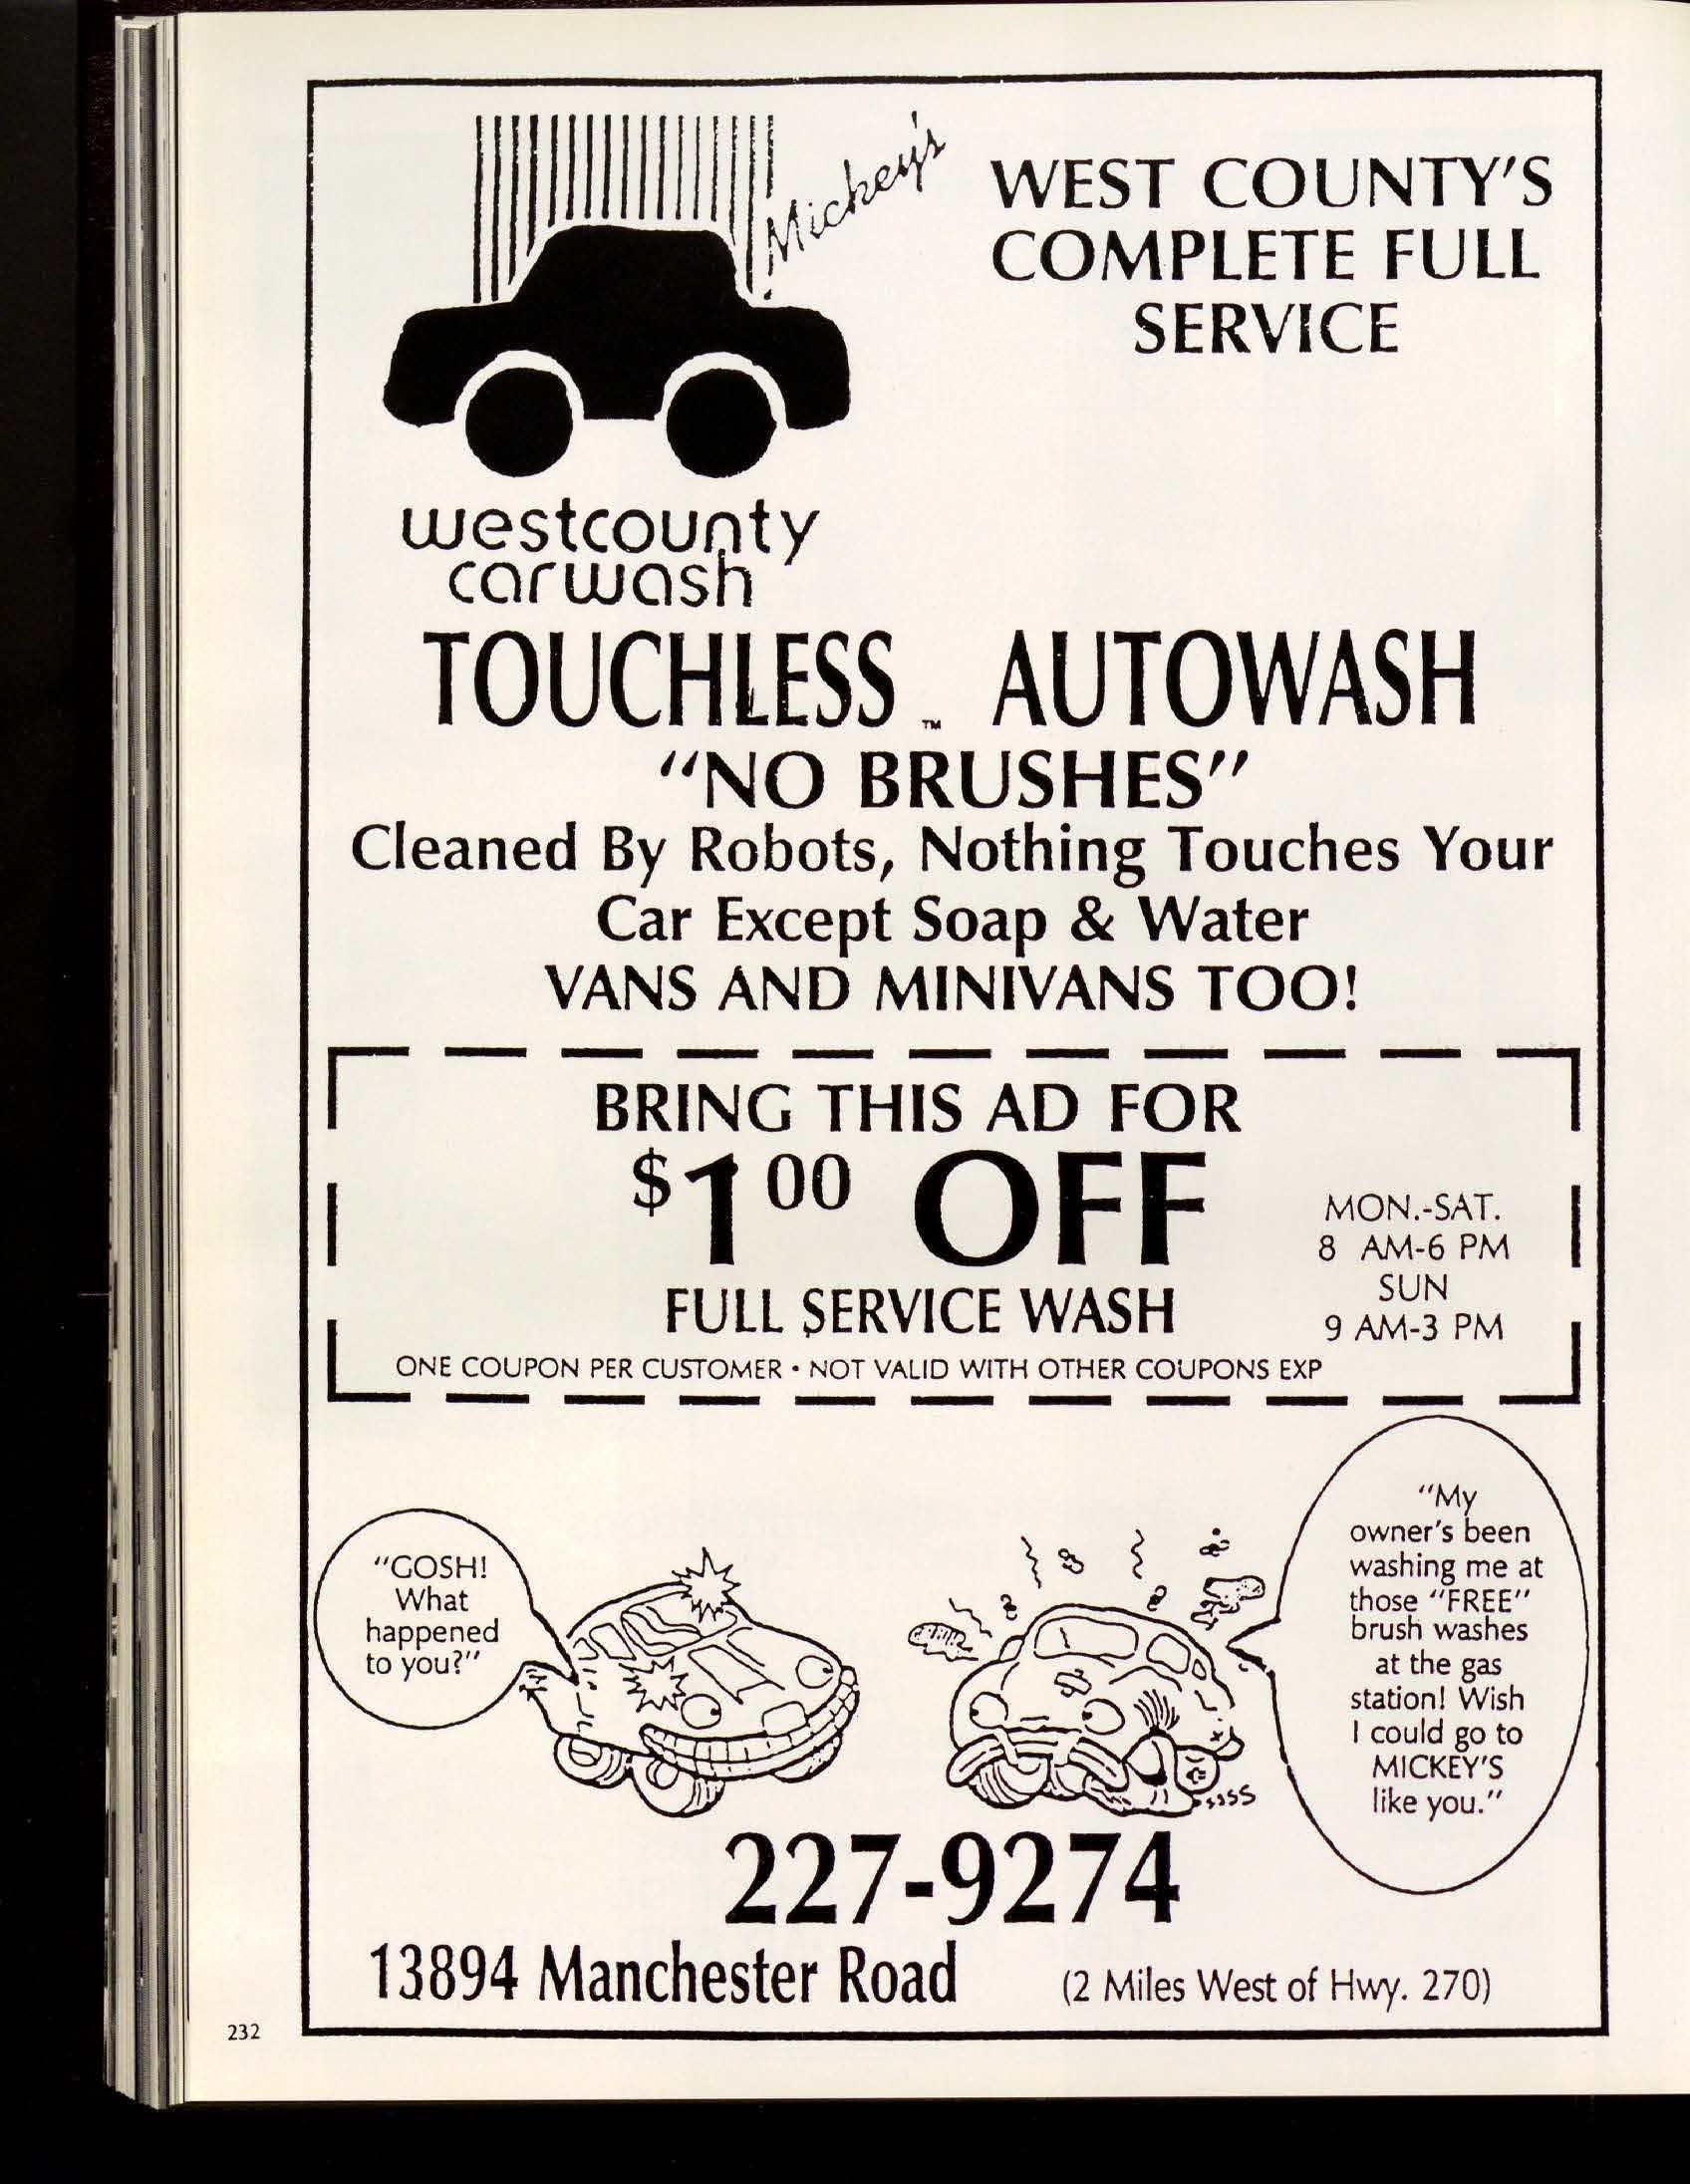 Mickey's
WEST COUNTY'S
COMPLETE FULL
SERVICE
westcounty
carwash
TOUCHLESS™ AUTOWASH
"NO BRUSHES"
Cleaned By Robots, Nothing Touches Your
Car Except Soap & Water
VANS AND MINIVANS TOO!
BRING THIS AD FOR
$1 00 OFF
FULL SERVICE WASH
MON.-SAT.
8 AM-6 PM
SUN
9 AM-3 PM
ONE COUPON PER CUSTOMER • NOT VALID WITH OTHER COUPONS EXP
"GOSH!
What
happened
to you?"
"My
owner's been
washing me at
those "FREE"
brush washes
at the gas
station! Wish
I could go to
MICKEY'S
like you."
ssss
227-9274
13894 Manchester Road
(2 Miles West of Hwy. 270)
232